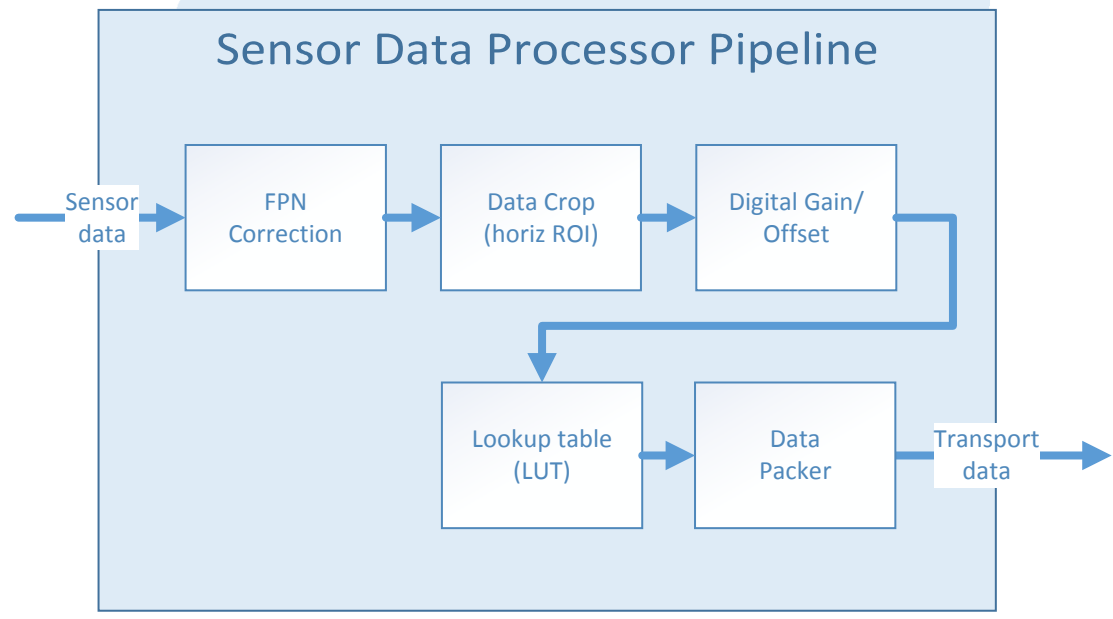 Sensor Data Processor Pipeline
Sensor
data
FPN
Correction
Data Crop
(horiz ROI)
Digital Gain/
Offset
Lookup table
(LUT)
Data
Packer
Transport
data